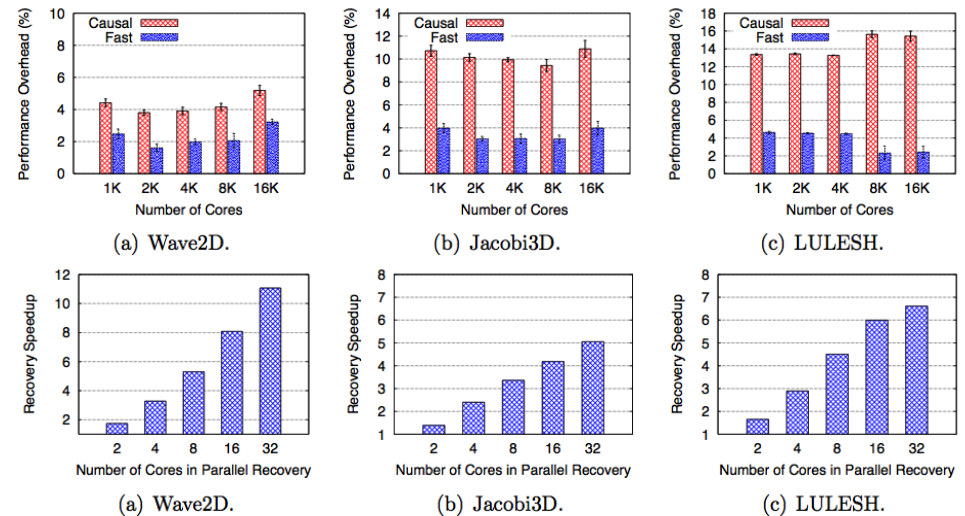 Performance Overhead (%)
10
8
6
4
2
0
Causal
Fast
1K 2K 4K 8K 16K
Number of Cores
(a) Wave2D.
Performance Overhead (%)
14
12
10
8
6
4
2
0
Causal
Fast
1K 2K 4K 8K 16K
Number of Cores
(b) Jacobi3D.
Performance Overhead (%)
18
16
14
12
10
8
6
4
2
0
Causal
Fast
1K 2K 4K 8K 16K
Number of Cores
(c) LULESH.
Recovery Speedup
12
10
8
6
4
2
2 4 8 16 32
Number of Cores in Parallel Recovery
(a) Wave2D.
Recovery Speedup
8
7
6
5
4
3
2
1
2 4 8 16 32
Number of Cores in Parallel Recovery
(b) Jacobi3D.
Recovery Speedup
8
7
6
5
4
3
2
1
2 4 8 16 32
Number of Cores in Parallel Recovery
(c) LULESH.